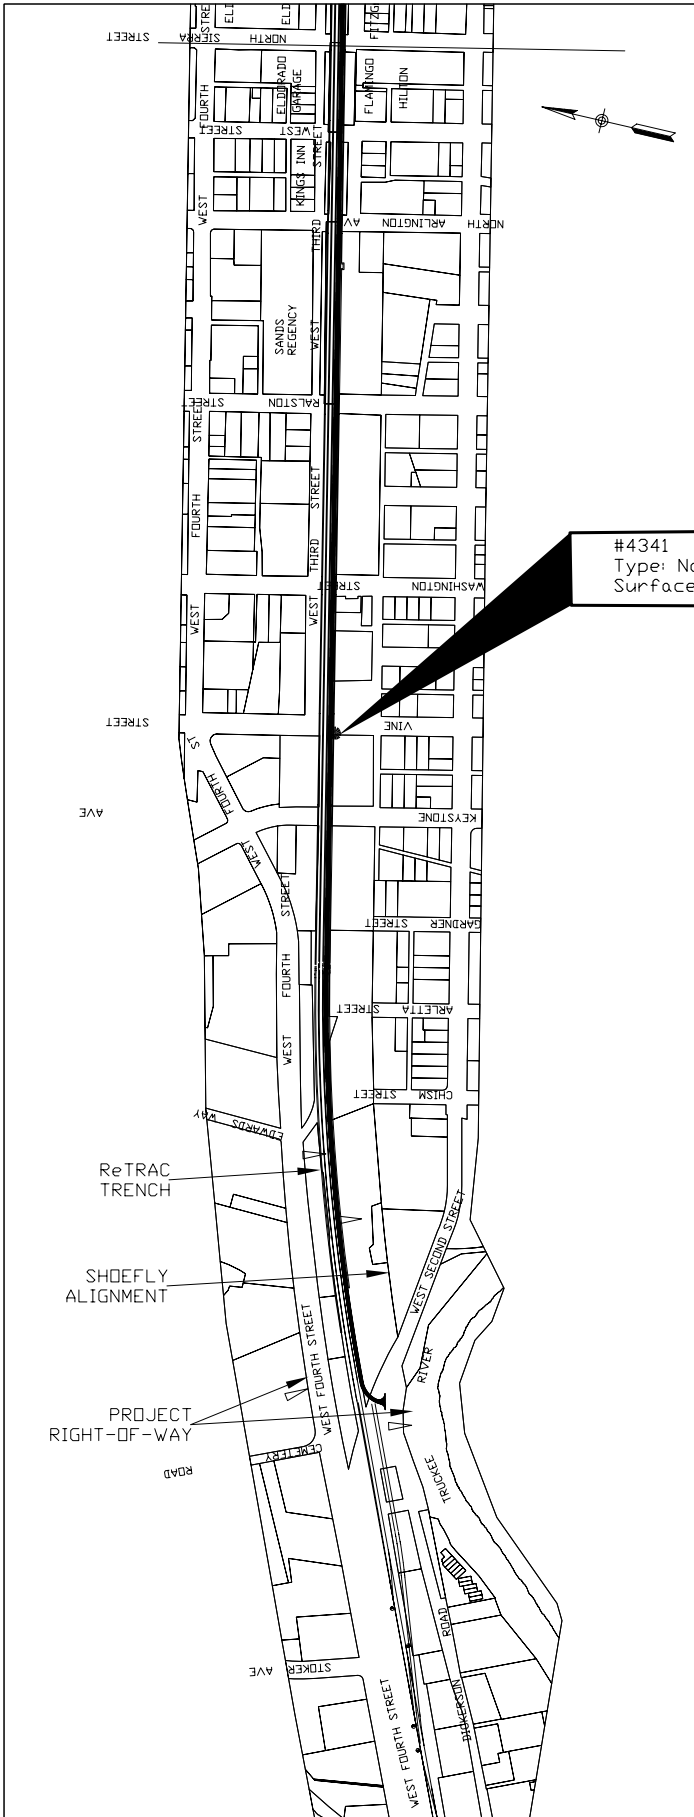 NORTH SIERRA STREET
ELDORADO
GARAGE
FLAMINGO
HILTON
FOURTH
WEST STREET
KINGS INN
STREET
WEST
THIRD
NORTH ARLINGTON AV
SANDS
REGENCY
WEST
RALSTON STREET
STREET
FOURTH
WEST
STREET
THIRD
WEST
#4341
Type: No
Surface
WASHINGTON STREET
VINE STREET
WEST FOURTH ST
KEYSTONE AVE
GARDNER STREET
WEST FOURTH STREET
ARLETTA STREET
CHISM STREET
EDWARDS WAY
ReTRAC
TRENCH
WEST SECOND STREET
SHOEFLY
ALIGNMENT
WEST FOURTH STREET
PROJECT
RIGHT-OF-WAY
TRUCKEE RIVER
CEMETERY ROAD
STOKER AVE
DICKERSON ROAD
WEST FOURTH STREET